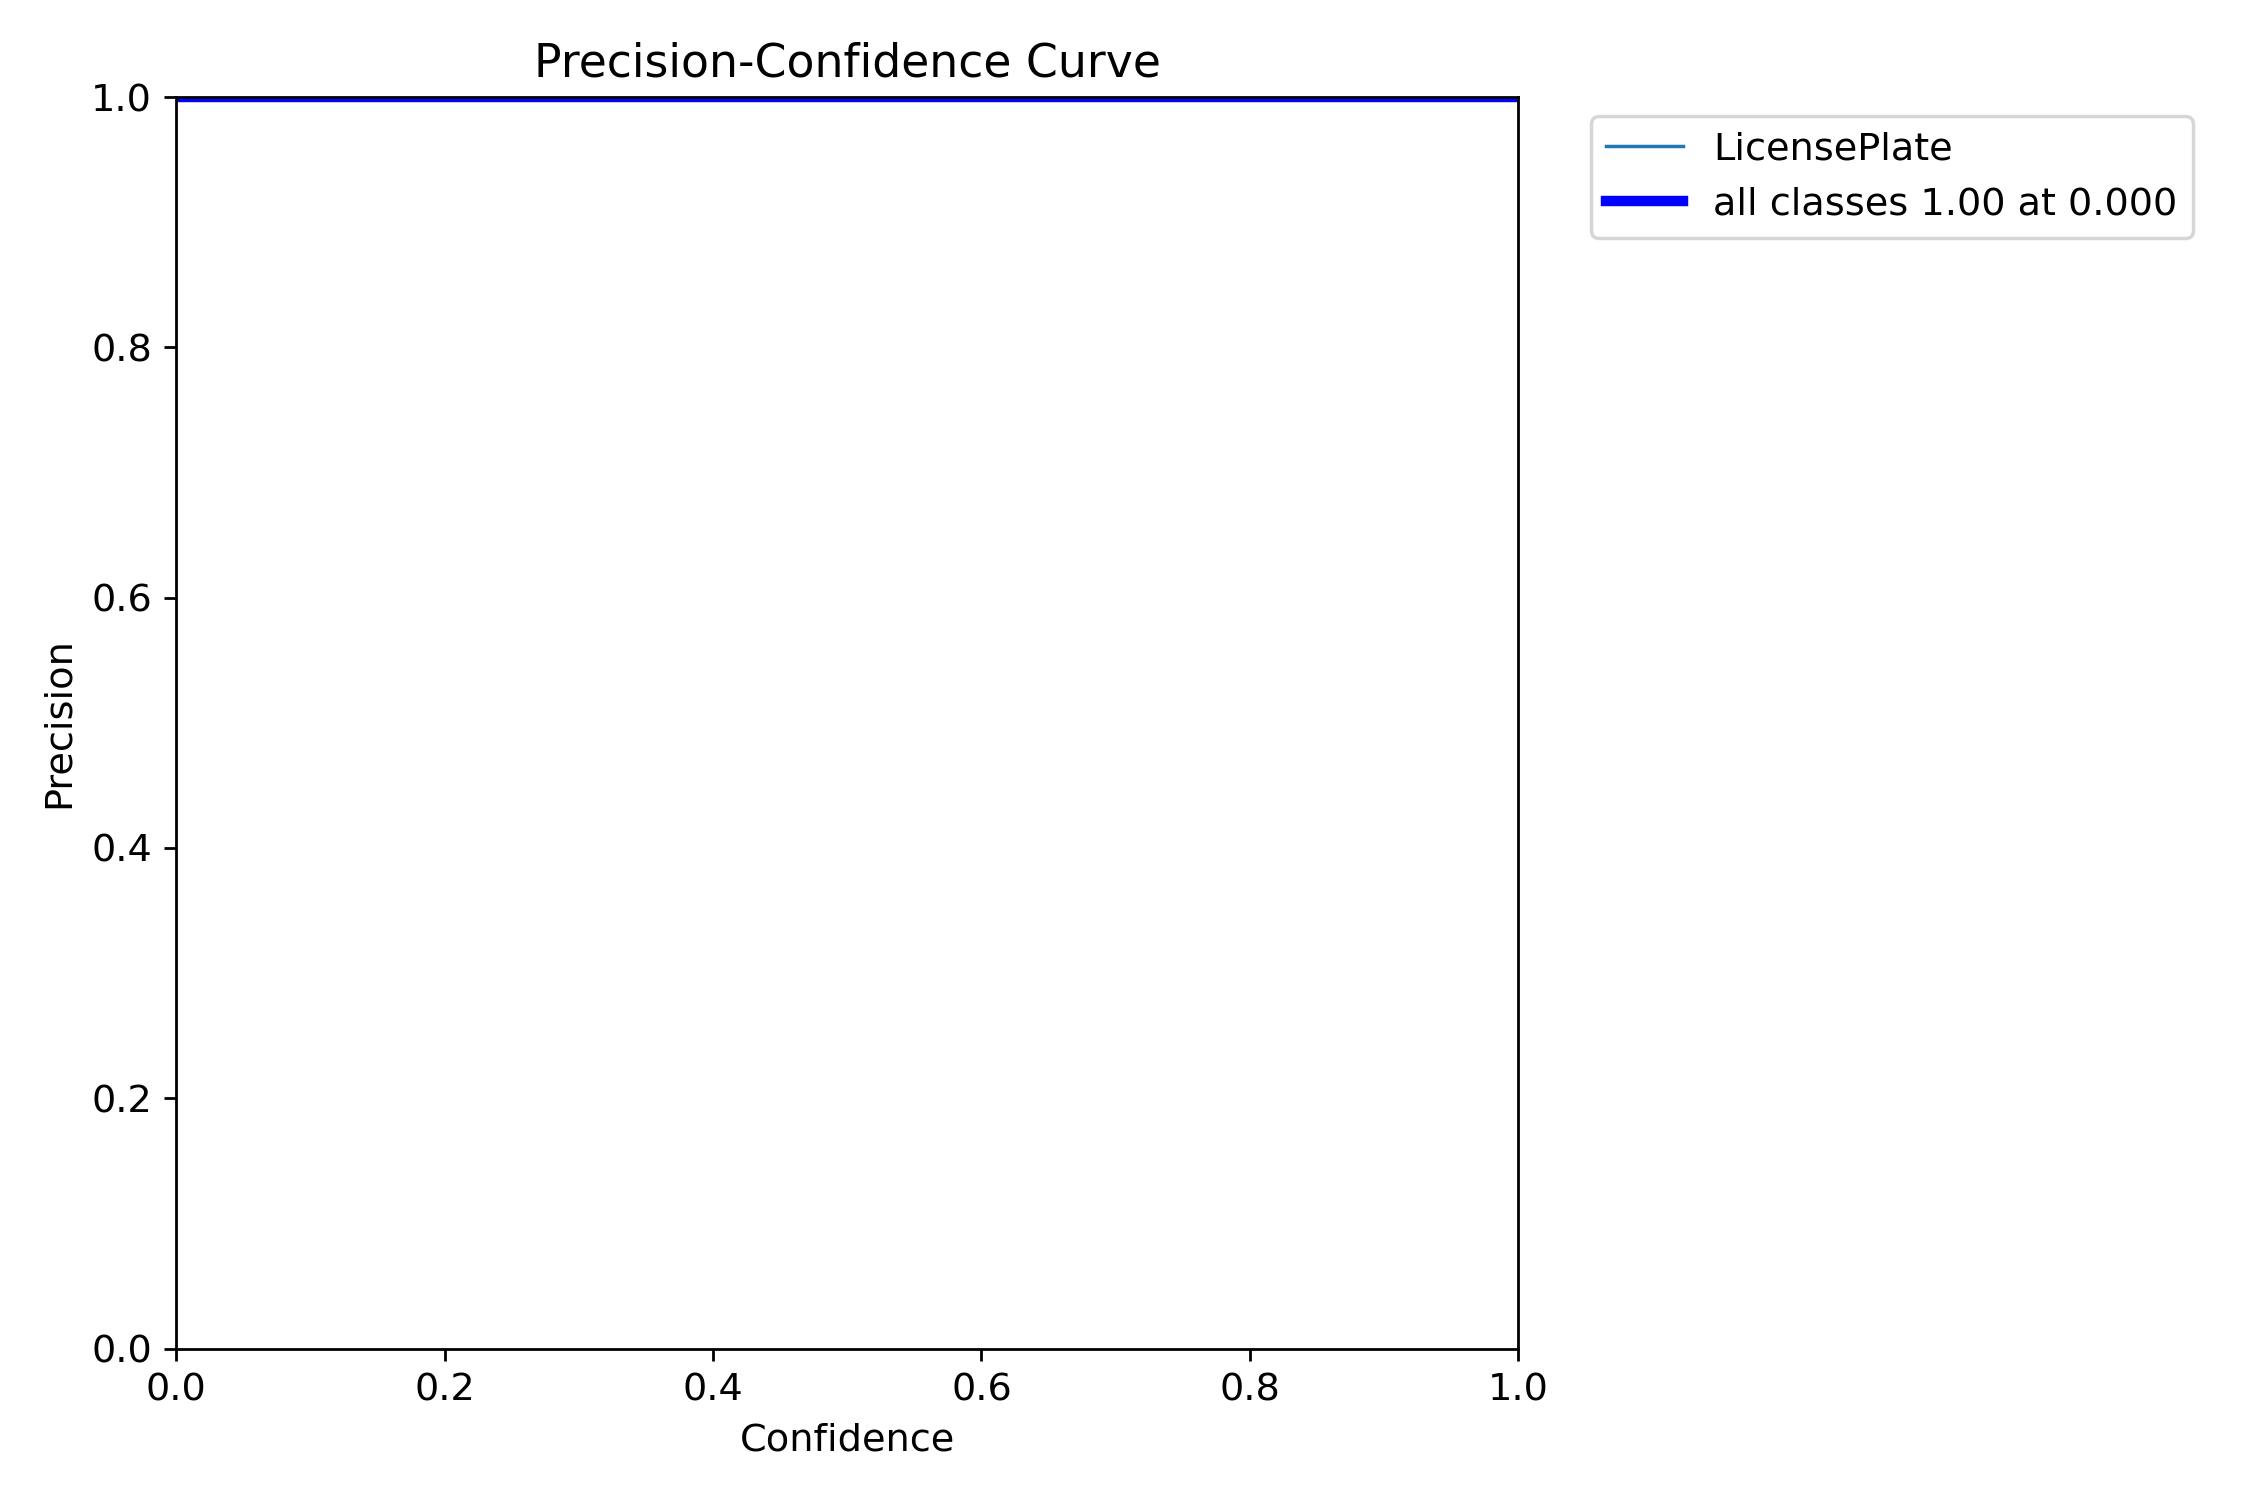 Precision-Confidence Curve
1.0
0.8
0.6
0.4
0.2
0.0
Precision
0.0 0.2 0.4 0.6 0.8 1.0
Confidence
LicensePlate
all classes 1.00 at 0.000